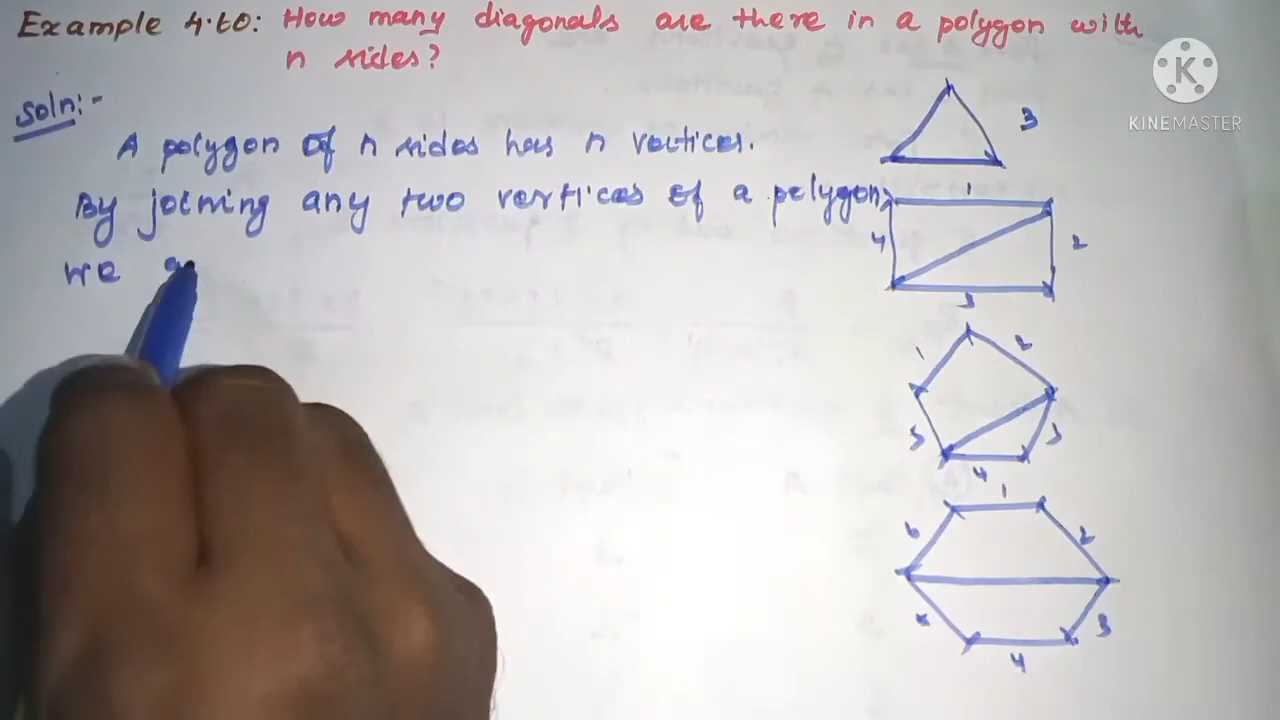 Example 4.60: How many diagonals are there in a polygon with
n sides?
Soln:-
A polygon of n sides has n vertices.
By joining any two vertices of a polygon,
we
3
1
4
2
3
1
2
5
3
4
1
6
2
3
4
K
KINEMASTER